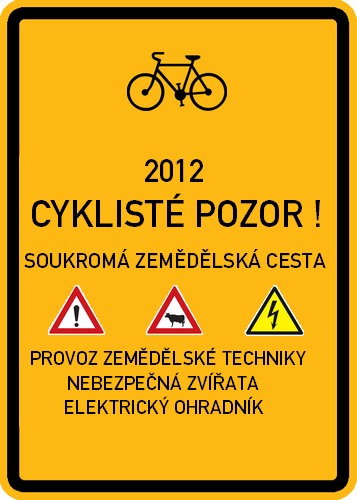 2012
CYKLISTÉ POZOR !
SOUKROMÁ ZEMĚDĚLSKÁ CESTA
!
PROVOZ ZEMĚDĚLSKÉ TECHNIKY
NEBEZPEČNÁ ZVÍŘATA
ELEKTRICKÝ OHRADNÍK